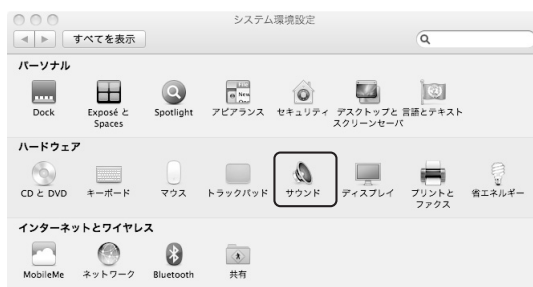 システム環境設定
すべてを表示
パーソナル
Dock
Exposé と
Spaces
Spotlight
アピアランス
セキュリティ
デスクトップと
スクリーンセーバ
言語とテキスト
ハードウェア
CD と DVD
キーボード
マウス
トラックパッド
サウンド
ディスプレイ
プリントと
ファクス
省エネルギー
インターネットとワイヤレス
MobileMe
ネットワーク
Bluetooth
共有